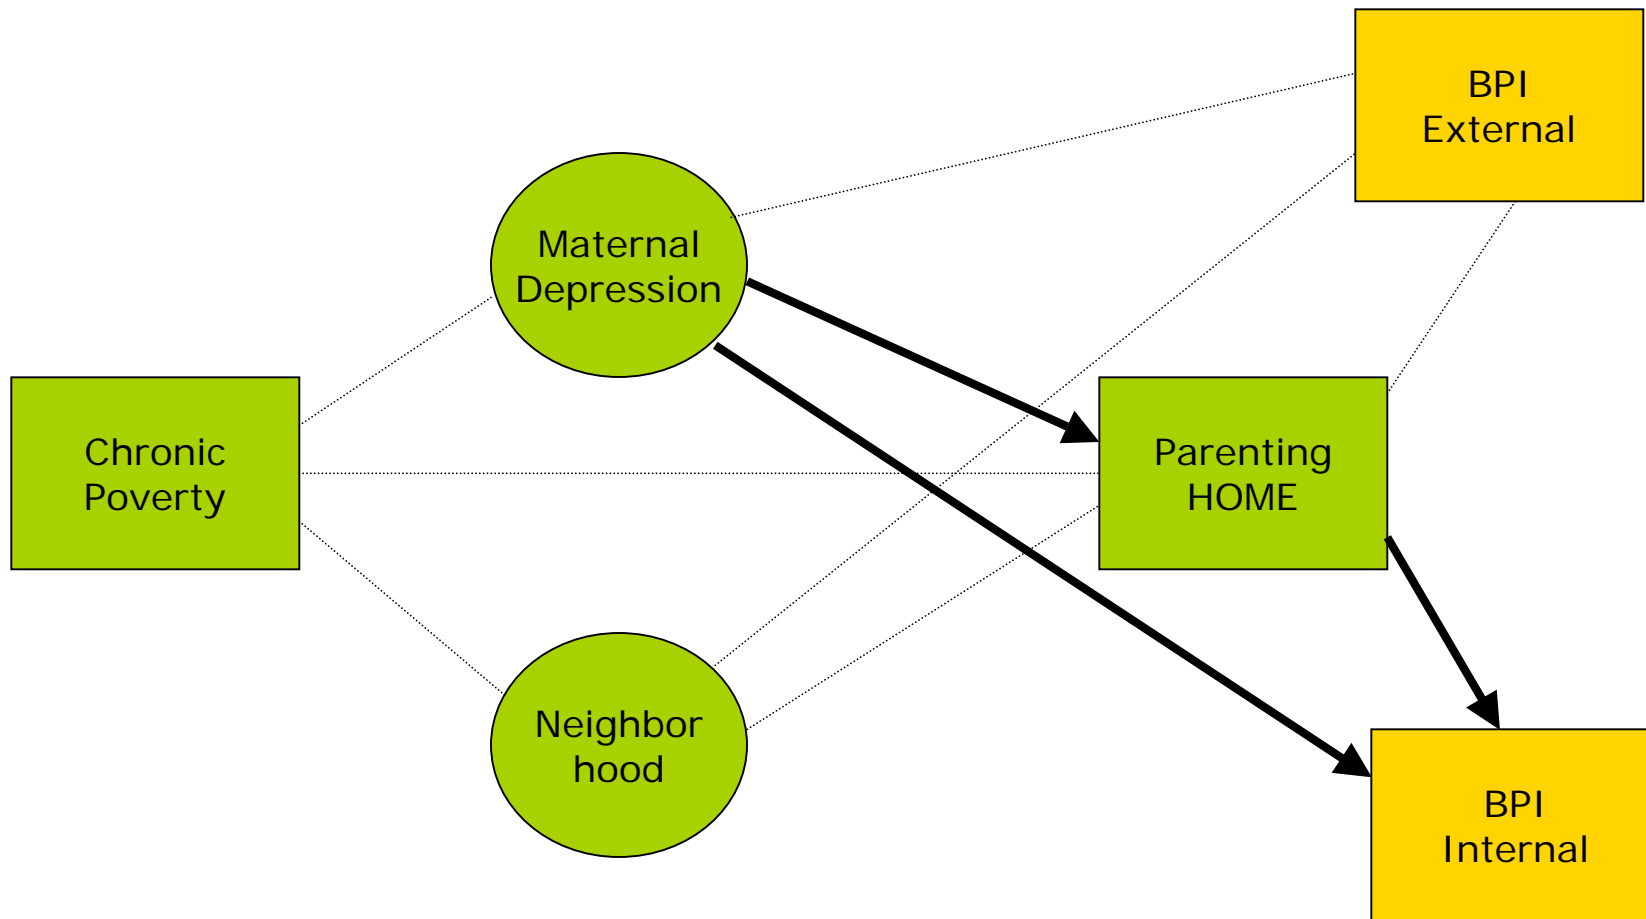 BPI
External
Maternal
Depression
Chronic
Poverty
Parenting
HOME
Neighbor
hood
BPI
Internal